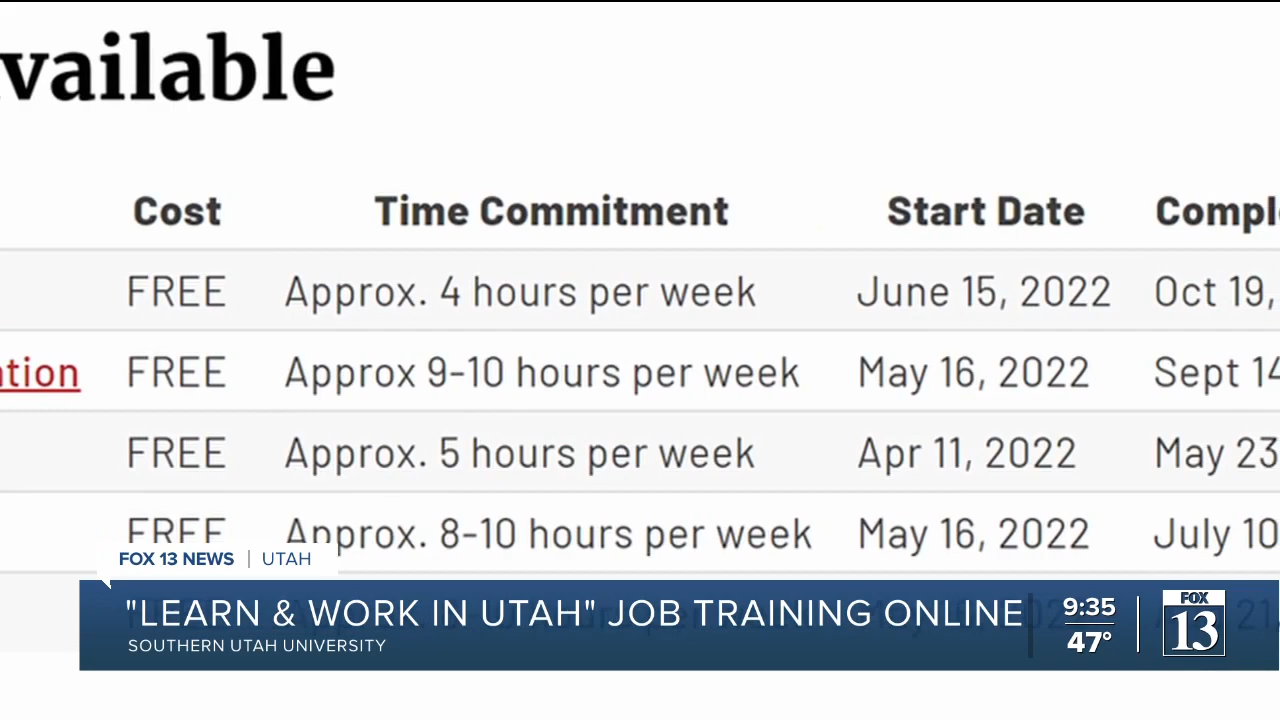 vailable
Cost Time Commitment Start Date Compl
FREE Approx. 4 hours per week June 15, 2022 Oct 19,
ation FREE Approx 9-10 hours per week May 16, 2022 Sept 14
FREE Approx. 5 hours per week Apr 11, 2022 May 23
FREE Approx. 8-10 hours per week May 16, 2022 July 10
FOX 13 NEWS | UTAH
"LEARN & WORK IN UTAH" JOB TRAINING ONLINE
SOUTHERN UTAH UNIVERSITY
9:35
47°
FOX
13